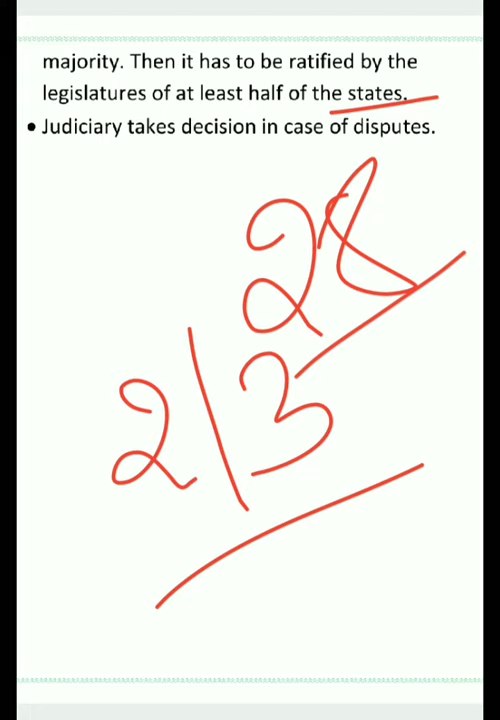 majority. Then it has to be ratified by the
legislatures of at least half of the states.
• Judiciary takes decision in case of disputes.
28
2/3